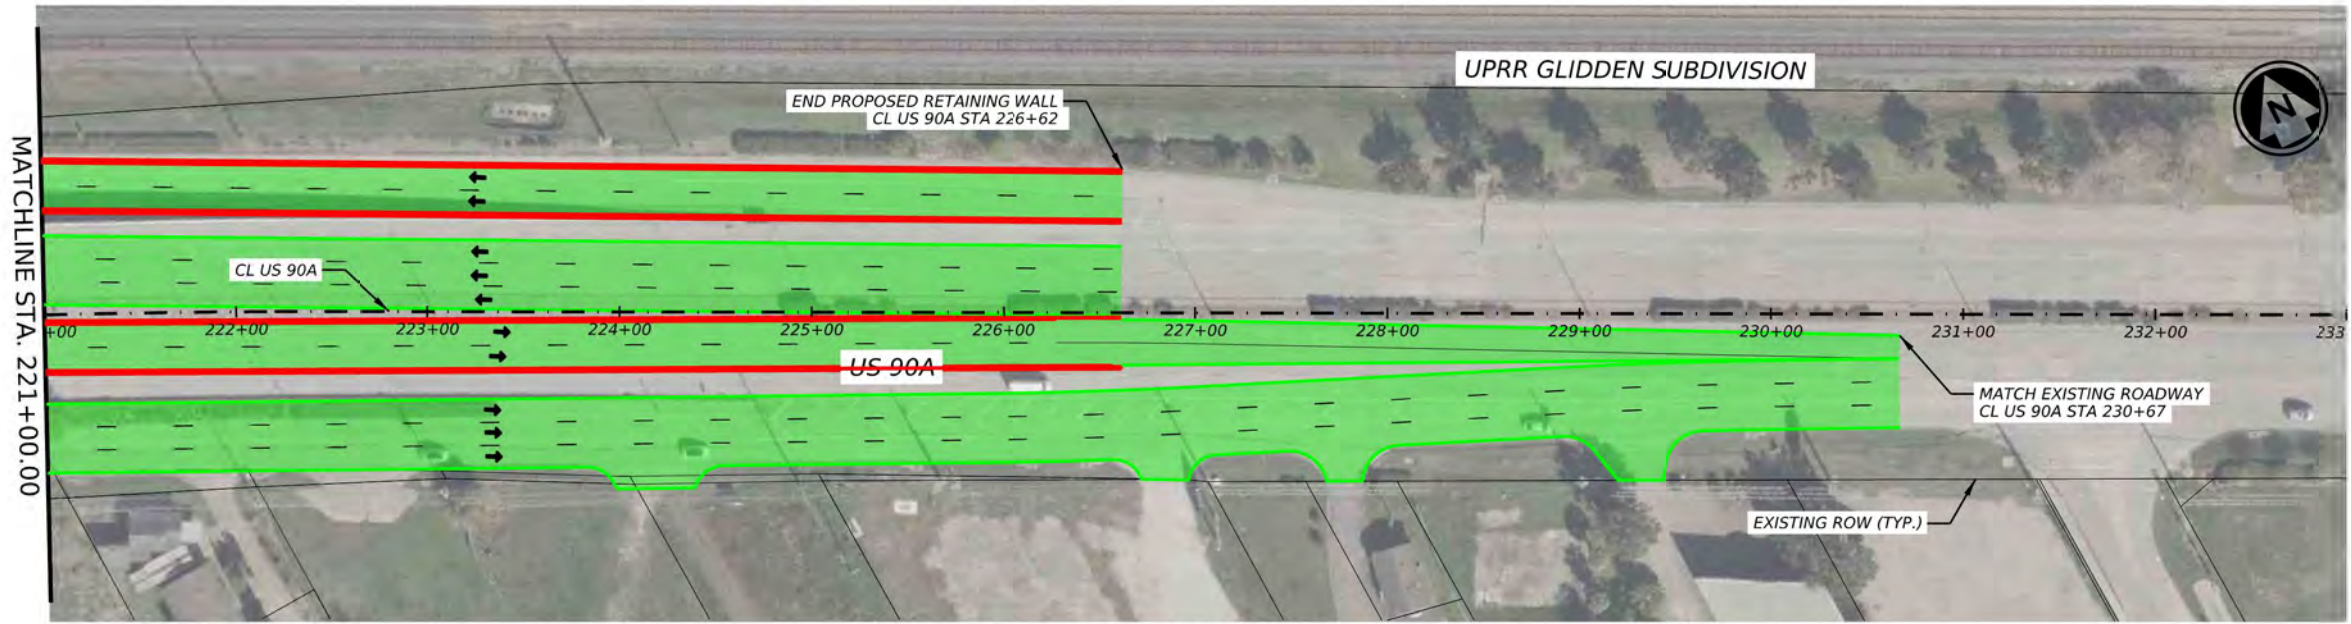 UPRR GLIDDEN SUBDIVISION
END PROPOSED RETAINING WALL
CL US 90A STA 226+62
N
MATCHLINE STA. 221+00.00
CL US 90A
+00
222+00
223+00
224+00
225+00
226+00
227+00
228+00
229+00
230+00
231+00
232+00
233
US 90A
MATCH EXISTING ROADWAY
CL US 90A STA 230+67
EXISTING ROW (TYP.)